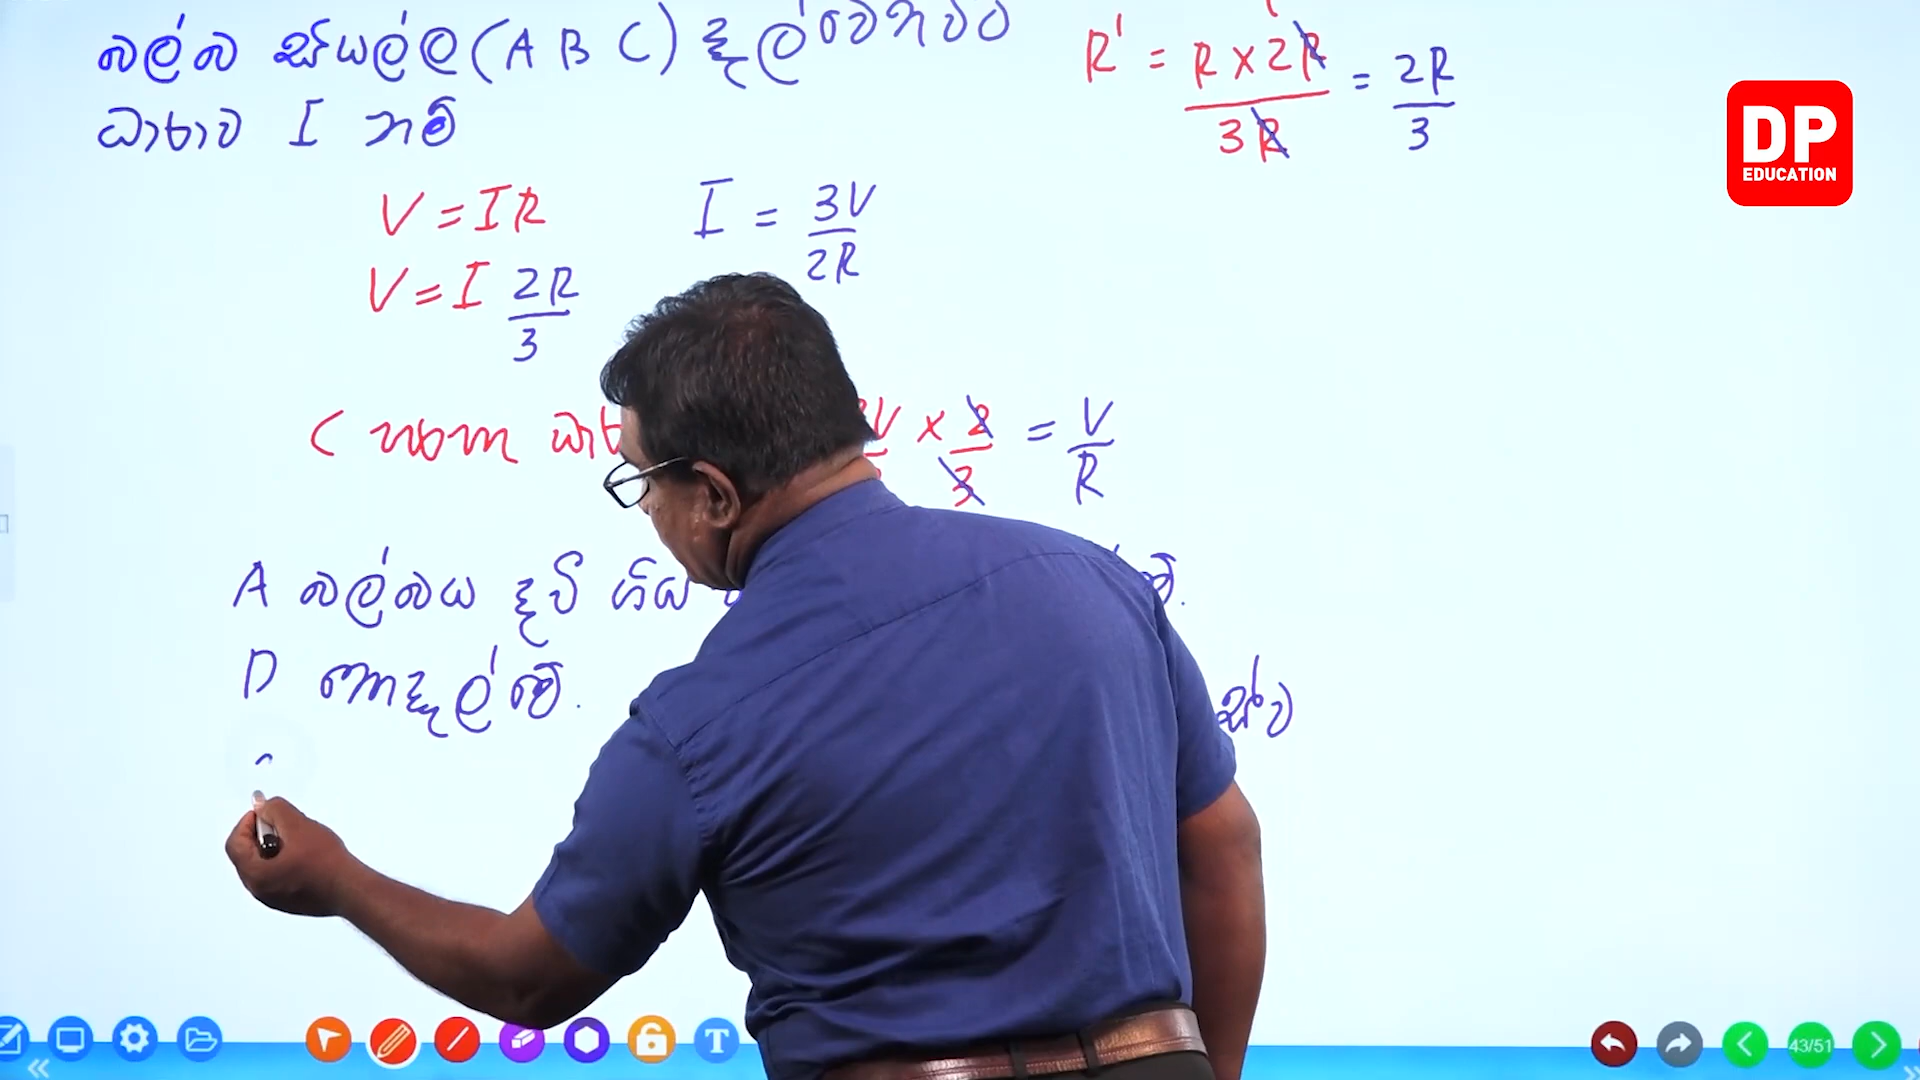 බල්බ සියල්ල (A B C) දැල්වෙනවිට
ධාරාව I නම්
R' = R x 2R / 3R = 2R / 3
V = IR
I = 3V / 2R
V = I 2R / 3
C හරහා ධාර
V x 2 / 3 = V / R
A බල්බය දැවී ගිය
D නොදැල්වේ.
DP
EDUCATION
T
43/51